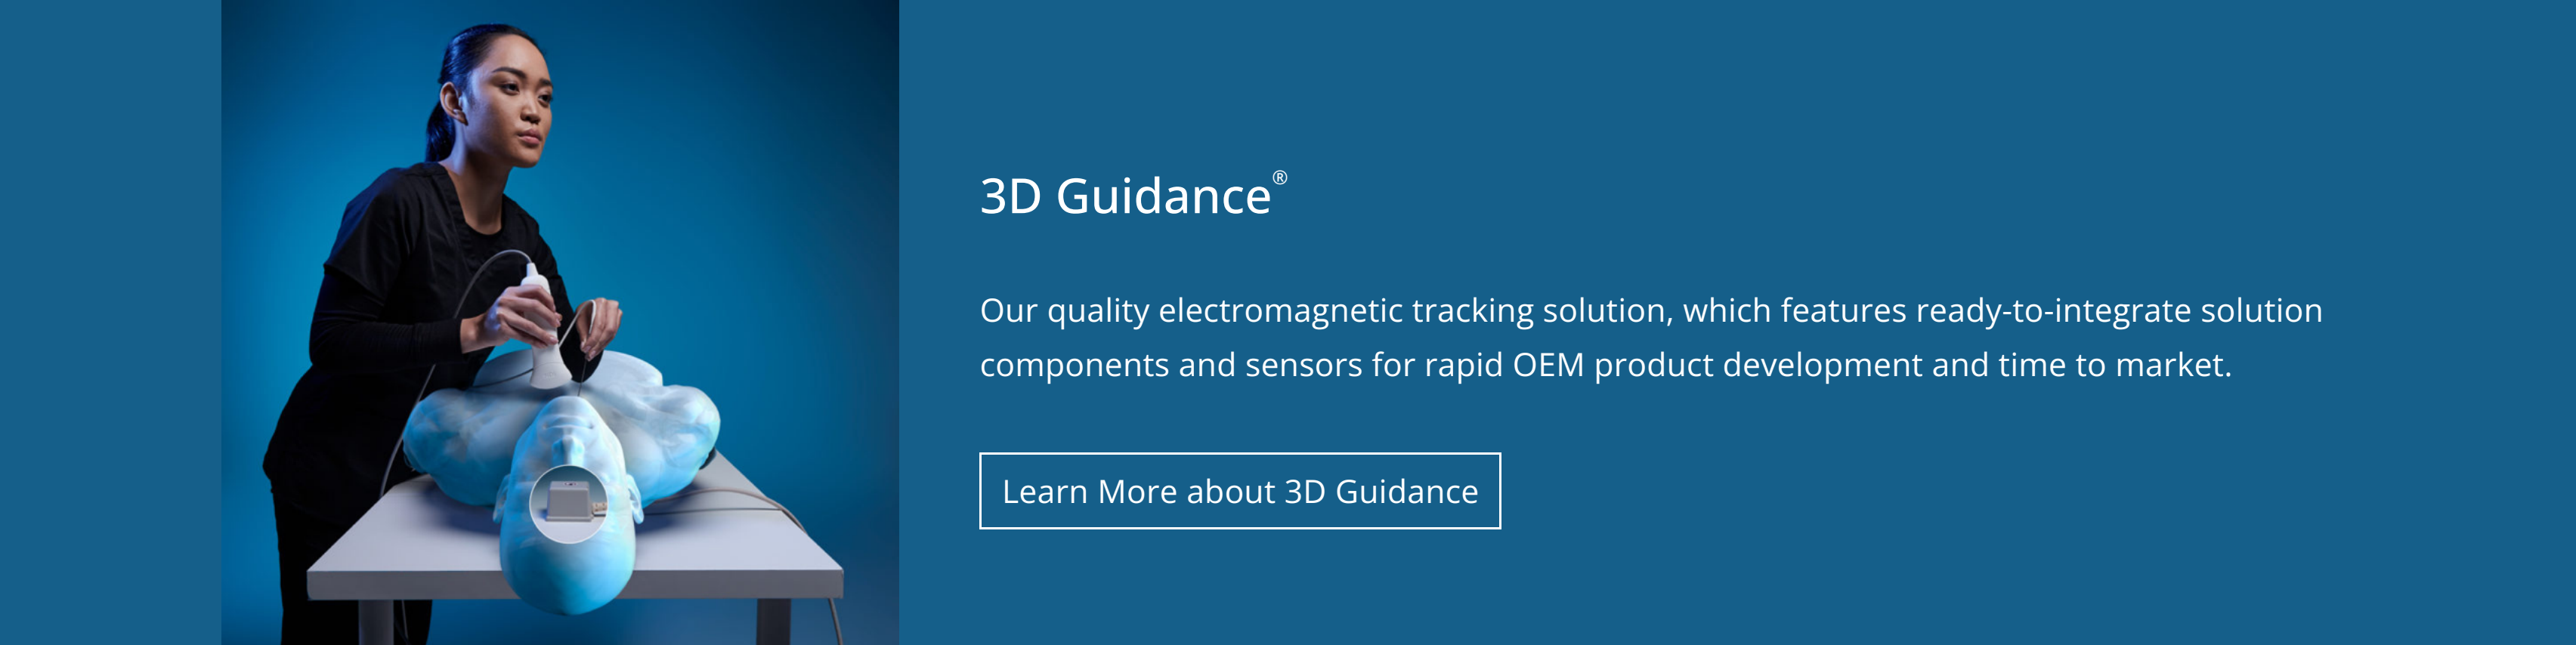 3D Guidance®
Our quality electromagnetic tracking solution, which features ready-to-integrate solution
components and sensors for rapid OEM product development and time to market.
Learn More about 3D Guidance